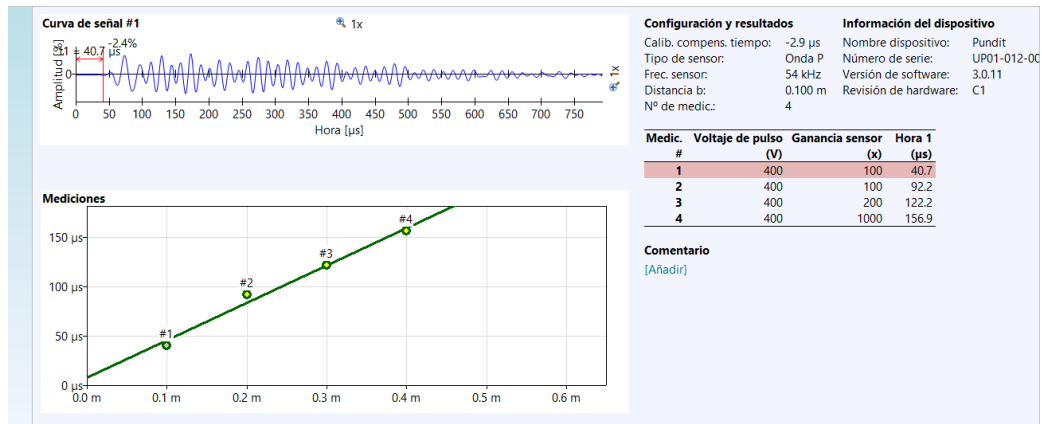 Curva de señal #1
1x
-2.4%
t1 = 40.7 µs
Amplitud [%]
0
1x
0 50 100 150 200 250 300 350 400 450 500 550 600 650 700 750
Hora [µs]
Mediciones
150 µs
100 µs
50 µs
0 µs
#1
#2
#3
#4
0.0 m 0.1 m 0.2 m 0.3 m 0.4 m 0.5 m 0.6 m
Configuración y resultados
Calib. compens. tiempo: -2.9 µs
Tipo de sensor: Onda P
Frec. sensor: 54 kHz
Distancia b: 0.100 m
Nº de medic.: 4
Información del dispositivo
Nombre dispositivo: Pundit
Número de serie: UP01-012-00
Versión de software: 3.0.11
Revisión de hardware: C1
Medic. Voltaje de pulso Ganancia sensor Hora 1
# (V) (x) (µs)
1 400 100 40.7
2 400 100 92.2
3 400 200 122.2
4 400 1000 156.9
Comentario
[Añadir]